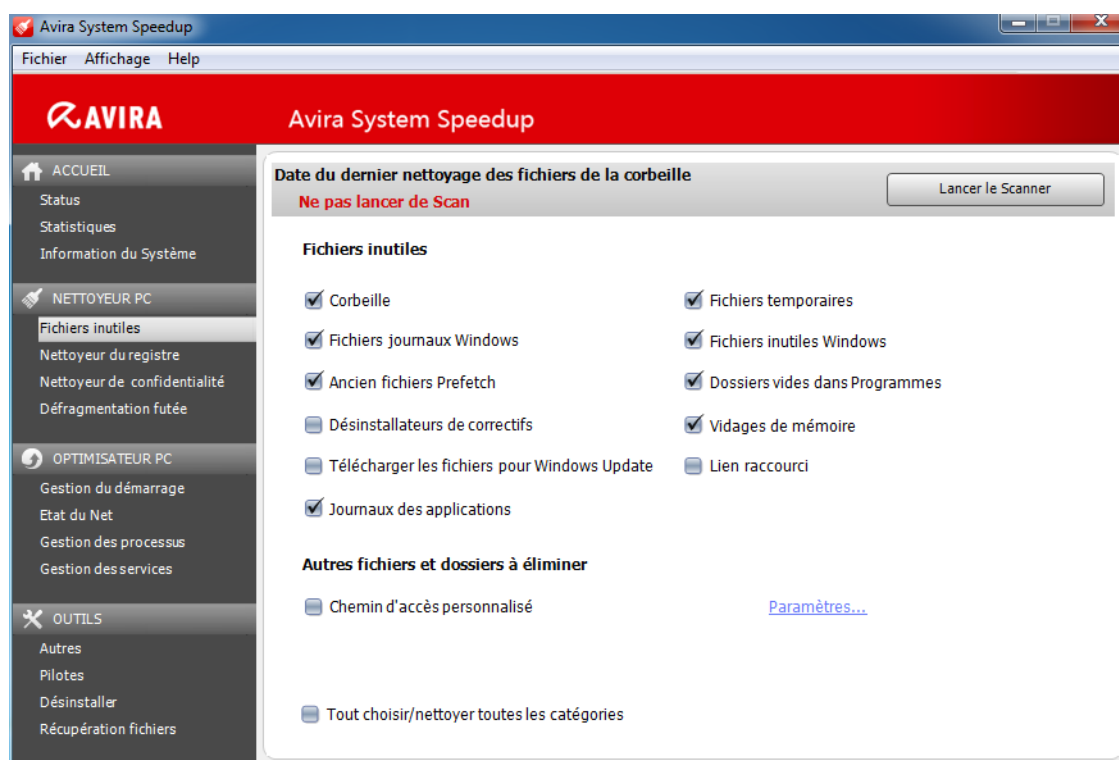 Avira System Speedup
Fichier Affichage Help
AVIRA
Avira System Speedup
ACCUEIL
Status
Statistiques
Information du Système
NETTOYEUR PC
Fichiers inutiles
Nettoyeur du registre
Nettoyeur de confidentialité
Défragmentation futée
OPTIMISATEUR PC
Gestion du démarrage
Etat du Net
Gestion des processus
Gestion des services
OUTILS
Autres
Pilotes
Désinstaller
Récupération fichiers
Date du dernier nettoyage des fichiers de la corbeille
Ne pas lancer de Scan
Lancer le Scanner
Fichiers inutiles
Corbeille
Fichiers temporaires
Fichiers journaux Windows
Fichiers inutiles Windows
Ancien fichiers Prefetch
Dossiers vides dans Programmes
Désinstallateurs de correctifs
Vidages de mémoire
Télécharger les fichiers pour Windows Update
Lien raccourci
Journaux des applications
Autres fichiers et dossiers à éliminer
Chemin d'accès personnalisé
Paramètres...
Tout choisir/nettoyer toutes les catégories